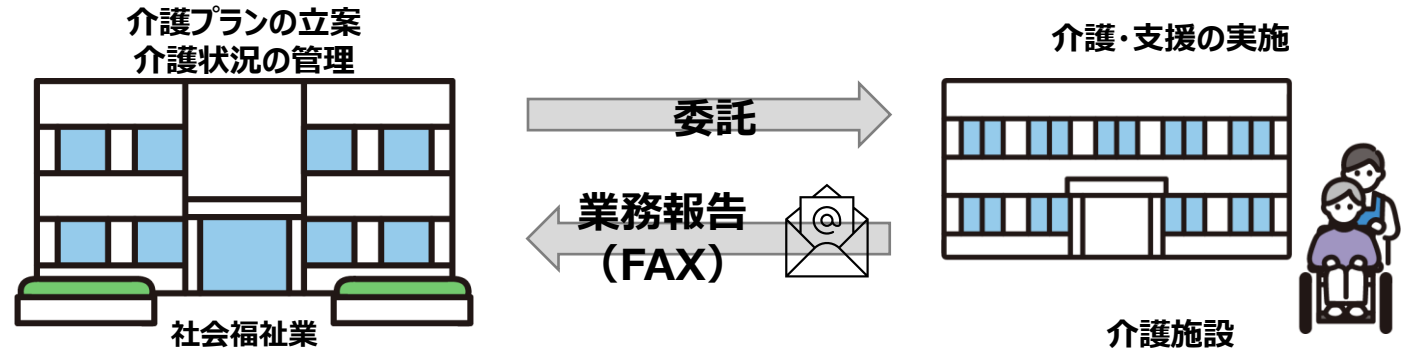 介護プランの立案
介護状況の管理
社会福祉業
委託
業務報告
（FAX）
@
介護・支援の実施
介護施設